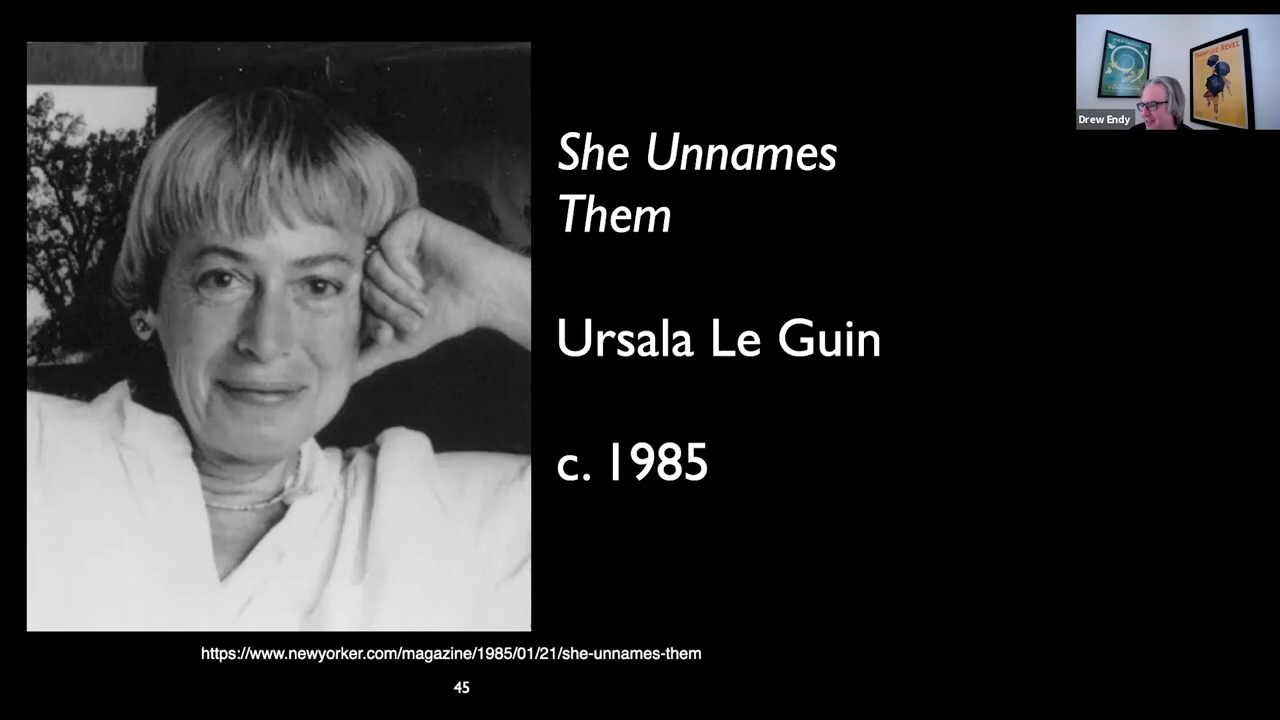 She Unnames
Them
Ursala Le Guin
c. 1985
https://www.newyorker.com/magazine/1985/01/21/she-unnames-them
45
Drew Endy